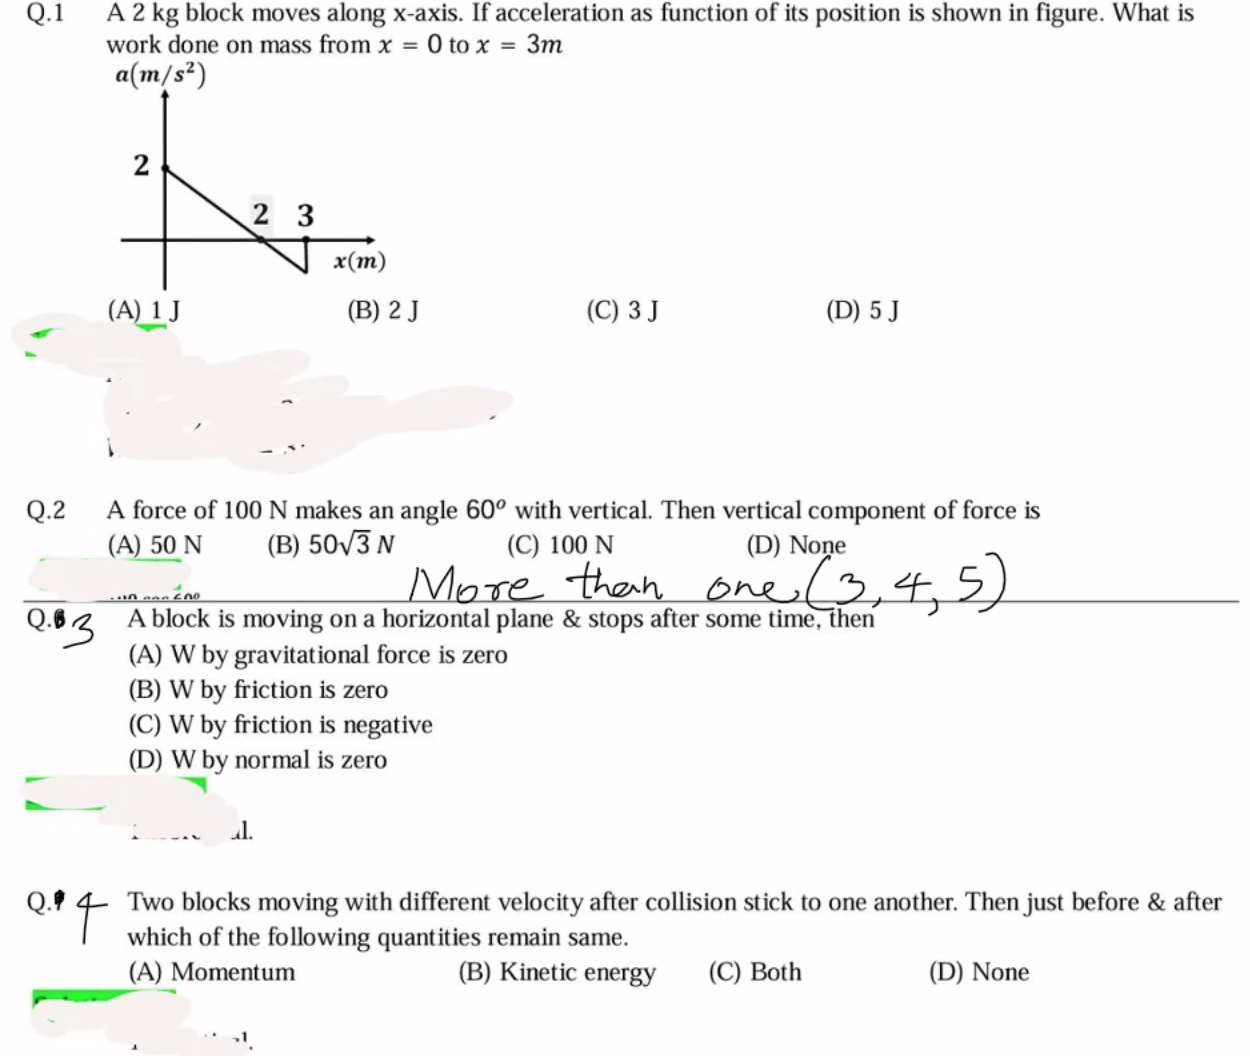 Q.1 A 2 kg block moves along x-axis. If acceleration as function of its position is shown in figure. What is
work done on mass from x = 0 to x = 3m
a(m/s²)
2
2 3
x(m)
(A) 1 J (B) 2 J (C) 3 J (D) 5 J
Q.2 A force of 100 N makes an angle 60° with vertical. Then vertical component of force is
(A) 50 N (B) 50√3 N (C) 100 N (D) None
More than one (3, 4, 5)
Q.3 A block is moving on a horizontal plane & stops after some time, then
(A) W by gravitational force is zero
(B) W by friction is zero
(C) W by friction is negative
(D) W by normal is zero
Q.4 Two blocks moving with different velocity after collision stick to one another. Then just before & after
which of the following quantities remain same.
(A) Momentum (B) Kinetic energy (C) Both (D) None